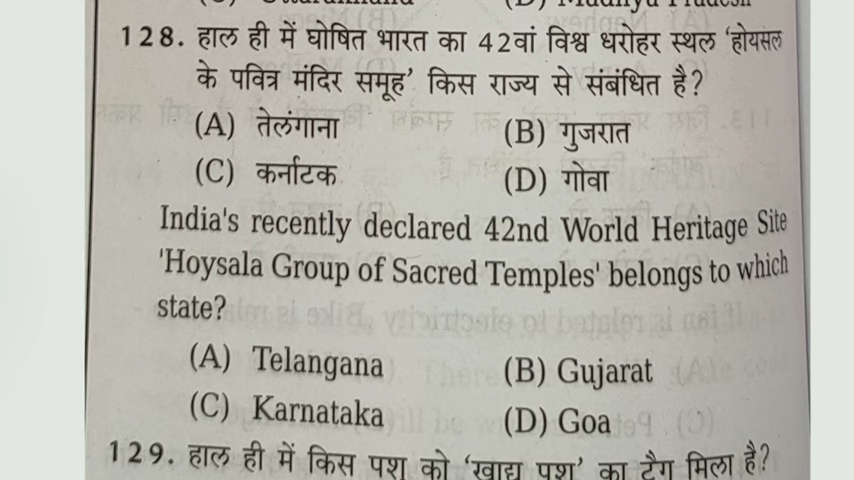 128. हाल ही में घोषित भारत का 42वां विश्व धरोहर स्थल 'होयसल
के पवित्र मंदिर समूह' किस राज्य से संबंधित है?
(A) तेलंगाना (B) गुजरात
(C) कर्नाटक (D) गोवा
India's recently declared 42nd World Heritage Site
'Hoysala Group of Sacred Temples' belongs to which
state?
(A) Telangana (B) Gujarat
(C) Karnataka (D) Goa
129. हाल ही में किस पशु को 'खाद्य पशु' का टैग मिला है?